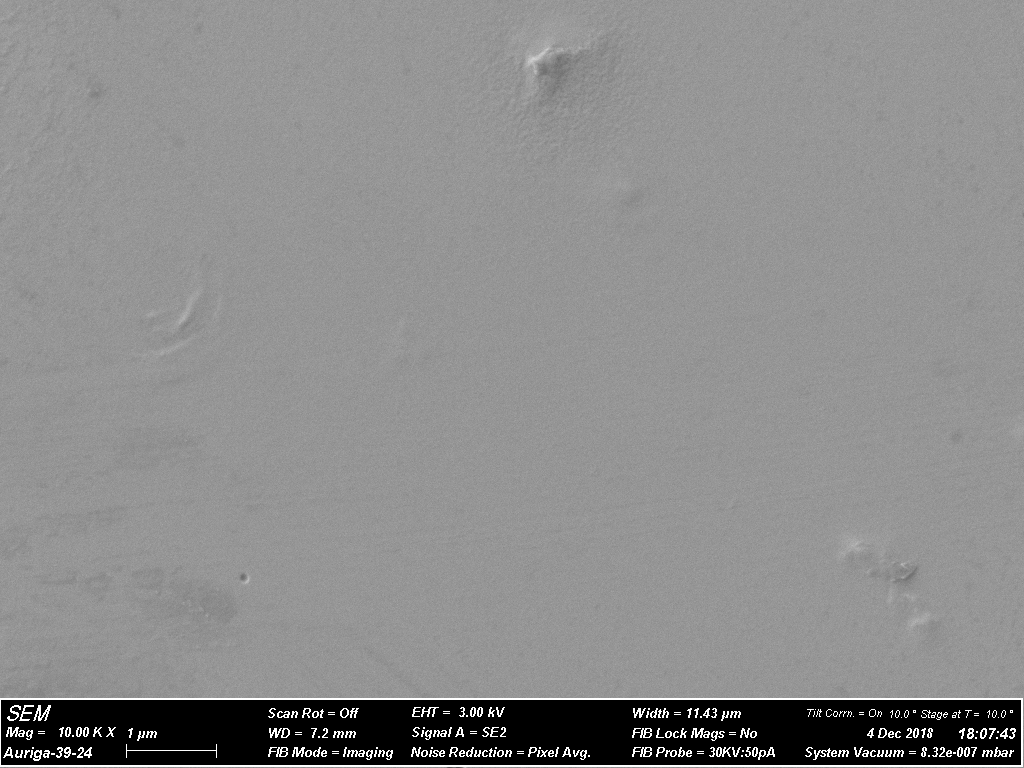 SEM Scan Rot = Off EHT = 3.00 kV Width = 11.43 µm Tilt Corrn. = On 10.0 ° Stage at T = 10.0 °
Mag = 10.00 K X 1 µm WD = 7.2 mm Signal A = SE2 FIB Lock Mags = No 4 Dec 2018 18:07:43
Auriga-39-24 FIB Mode = Imaging Noise Reduction = Pixel Avg. FIB Probe = 30KV:50pA System Vacuum = 8.32e-007 mbar